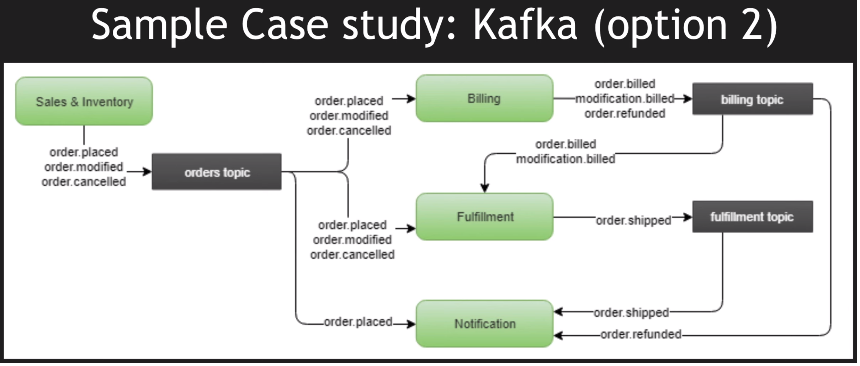 Sample Case study: Kafka (option 2)
Sales & Inventory
order.placed
order.modified
order.cancelled
orders topic
order.placed
order.modified
order.cancelled
Billing
order.billed
modification.billed
order.refunded
billing topic
order.billed
modification.billed
order.placed
order.modified
order.cancelled
Fulfillment
order.shipped
fulfillment topic
order.placed
Notification
order.shipped
order.refunded